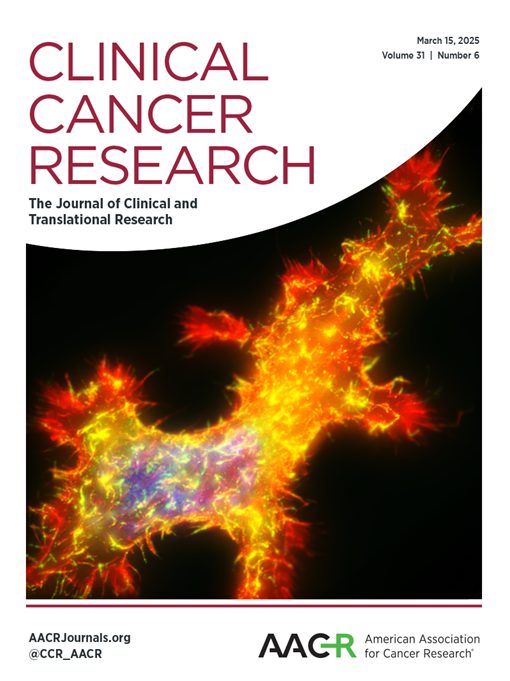 March 15, 2025
Volume 31 | Number 6
CLINICAL
CANCER
RESEARCH
The Journal of Clinical and
Translational Research
AACRJournals.org
@CCR_AACR
AACR
American Association
for Cancer Research®